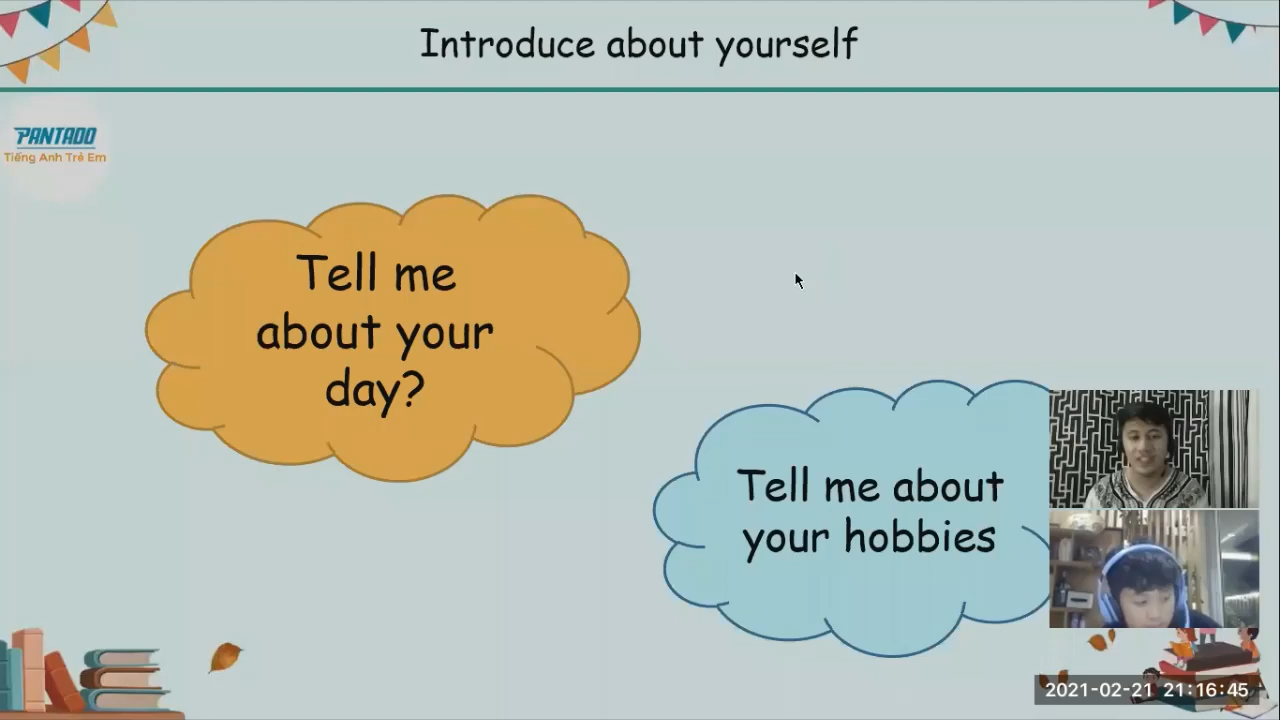 Introduce about yourself
PANTADO
Tiếng Anh Trẻ Em
Tell me
about your
day?
Tell me about
your hobbies
2021-02-21 21:16:45